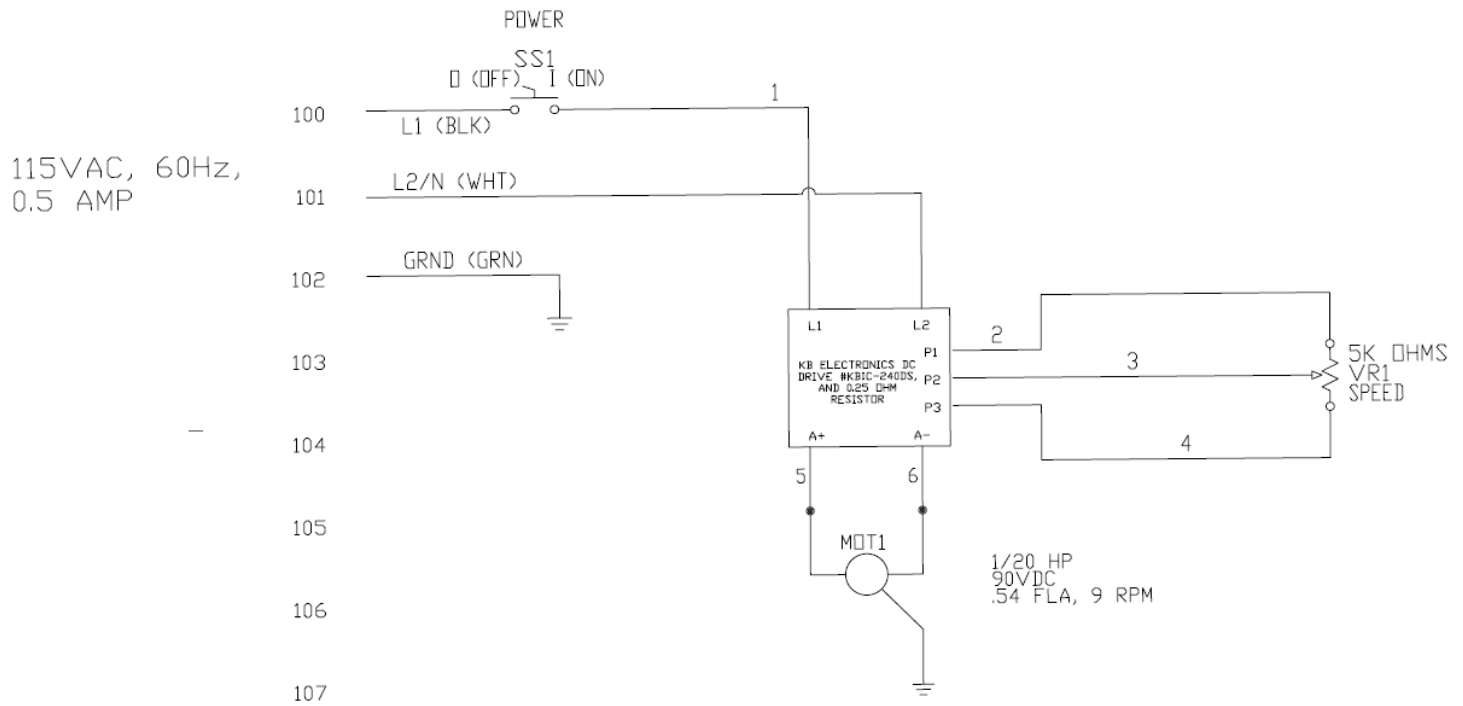 POWER
SS1
O (OFF) I (ON)
1
100
L1 (BLK)
115VAC, 60Hz,
0.5 AMP
L2/N (WHT)
101
GRND (GRN)
102
L1 L2
2
P1
103
KB ELECTRONICS DC
DRIVE #KBIC-240DS,
AND 0.25 OHM
RESISTOR
P2
P3
3
5K OHMS
VR1
SPEED
A+ A-
104
4
5 6
105
MOT1
1/20 HP
90VDC
.54 FLA, 9 RPM
106
107